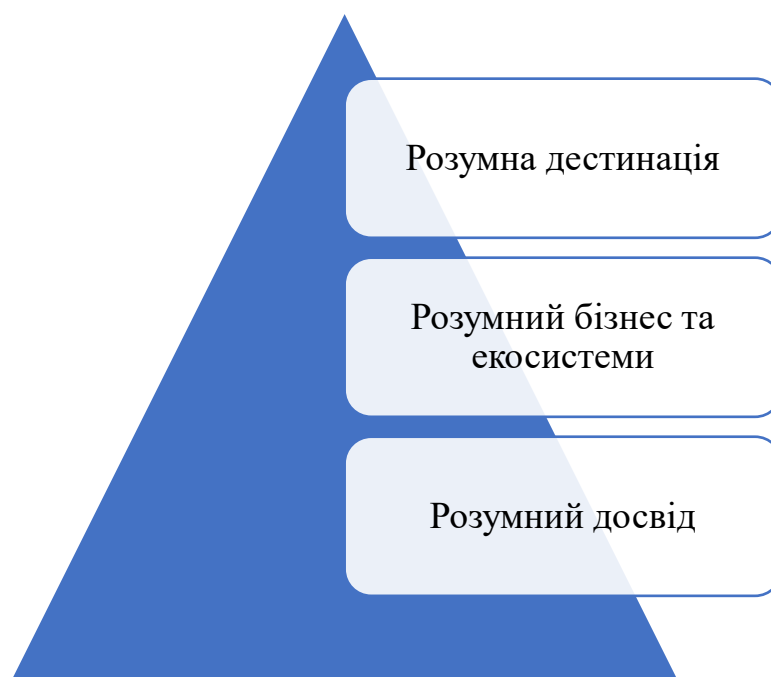 Розумна дестинація
Розумний бізнес та
екосистеми
Розумний досвід